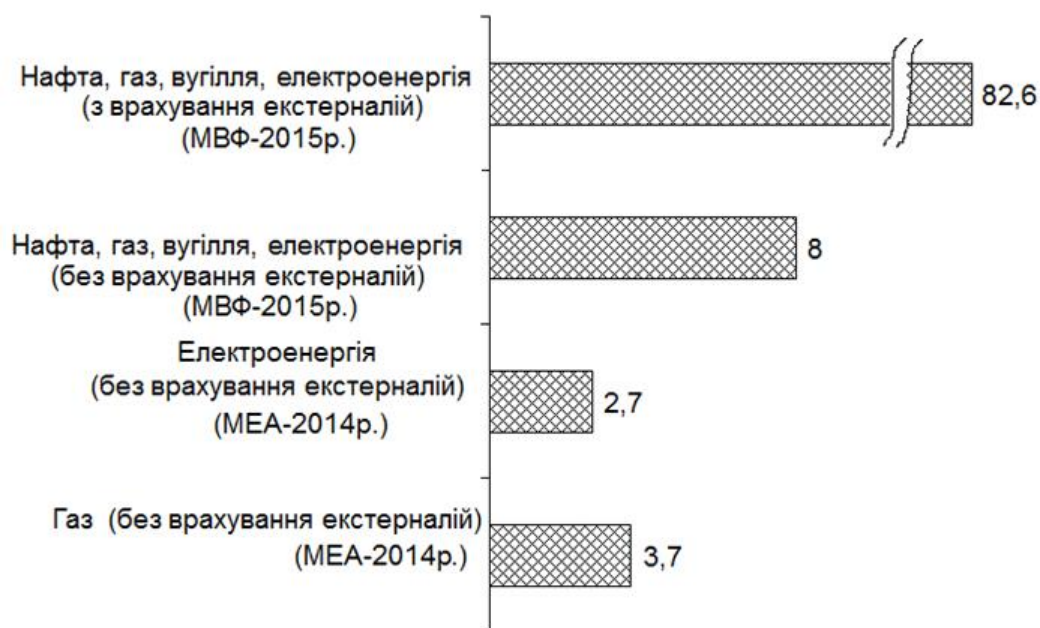 Нафта, газ, вугілля, електроенергія
(з врахування екстерналій)
(МВФ-2015р.)
82,6
Нафта, газ, вугілля, електроенергія
(без врахування екстерналій)
(МВФ-2015р.)
8
Електроенергія
(без врахування екстерналій)
(МЕА-2014р.)
2,7
Газ (без врахування екстерналій)
(МЕА-2014р.)
3,7